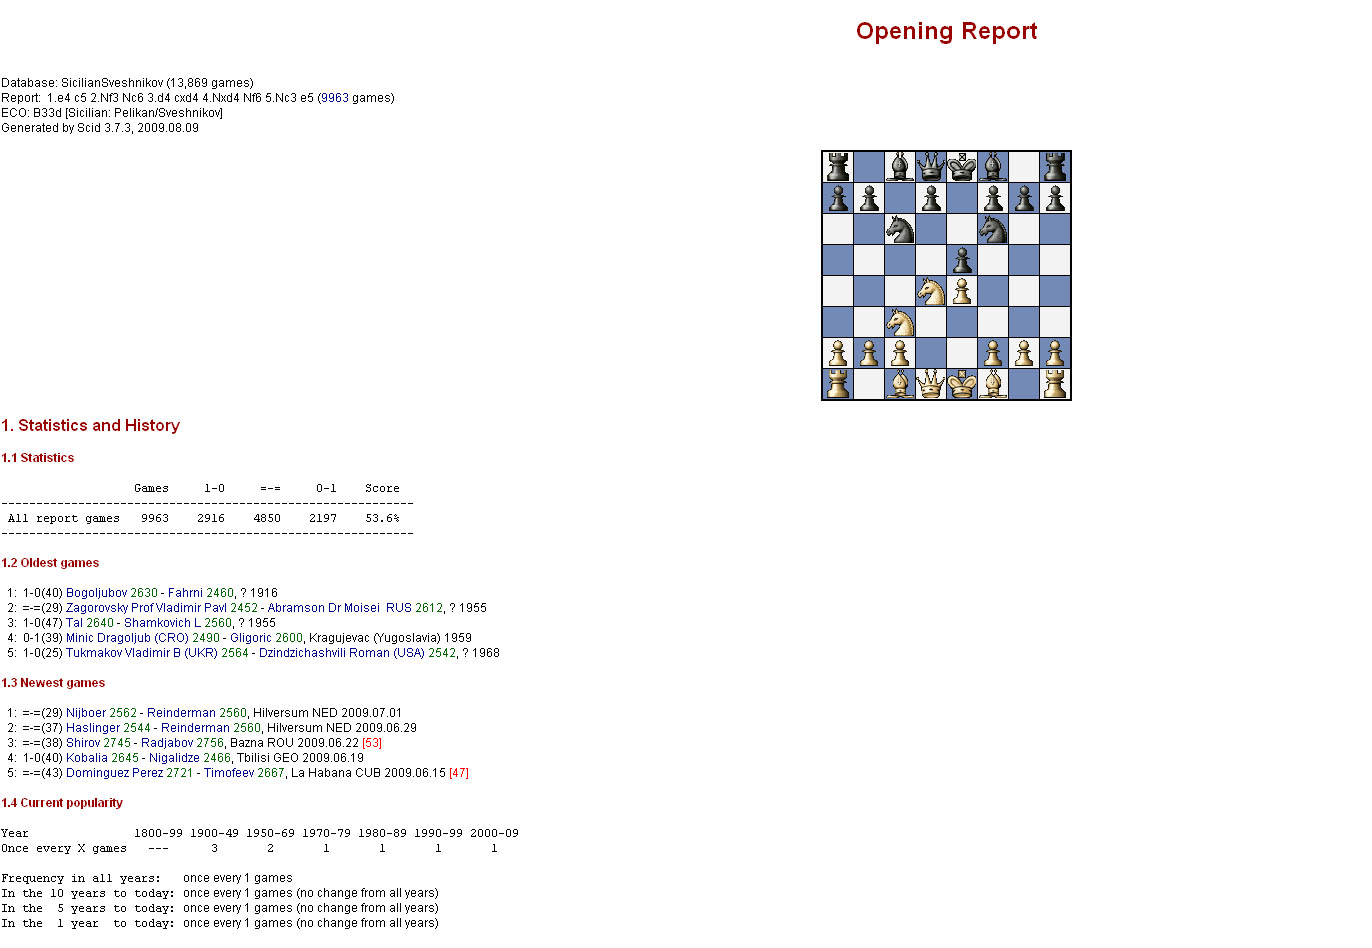 Opening Report
Database: SicilianSveshnikov (13,869 games)
Report: 1.e4 c5 2.Nf3 Nc6 3.d4 cxd4 4.Nxd4 Nf6 5.Nc3 e5 (9963 games)
ECO: B33d [Sicilian: Pelikan/Sveshnikov]
Generated by Scid 3.7.3, 2009.08.09
1. Statistics and History
1.1 Statistics
Games 1-0 =-= 0-1 Score
------------------------------------------------------------
All report games 9963 2916 4850 2197 53.6%
------------------------------------------------------------
1.2 Oldest games
1: 1-0(40) Bogoljubov 2630 - Fahrni 2460, ? 1916
2: =-=(29) Zagorovsky Prof Vladimir Pavl 2452 - Abramson Dr Moisei RUS 2612, ? 1955
3: 1-0(47) Tal 2640 - Shamkovich L 2560, ? 1955
4: 0-1(39) Minic Dragoljub (CRO) 2490 - Gligoric 2600, Kragujevac (Yugoslavia) 1959
5: 1-0(25) Tukmakov Vladimir B (UKR) 2564 - Dzindzichashvili Roman (USA) 2542, ? 1968
1.3 Newest games
1: =-=(29) Nijboer 2562 - Reinderman 2560, Hilversum NED 2009.07.01
2: =-=(37) Haslinger 2544 - Reinderman 2560, Hilversum NED 2009.06.29
3: =-=(38) Shirov 2745 - Radjabov 2756, Bazna ROU 2009.06.22 [53]
4: 1-0(40) Kobalia 2645 - Nigalidze 2466, Tbilisi GEO 2009.06.19
5: =-=(43) Dominguez Perez 2721 - Timofeev 2667, La Habana CUB 2009.06.15 [47]
1.4 Current popularity
Year 1800-99 1900-49 1950-69 1970-79 1980-89 1990-99 2000-09
Once every X games --- 3 2 1 1 1 1
Frequency in all years: once every 1 games
In the 10 years to today: once every 1 games (no change from all years)
In the 5 years to today: once every 1 games (no change from all years)
In the 1 year to today: once every 1 games (no change from all years)